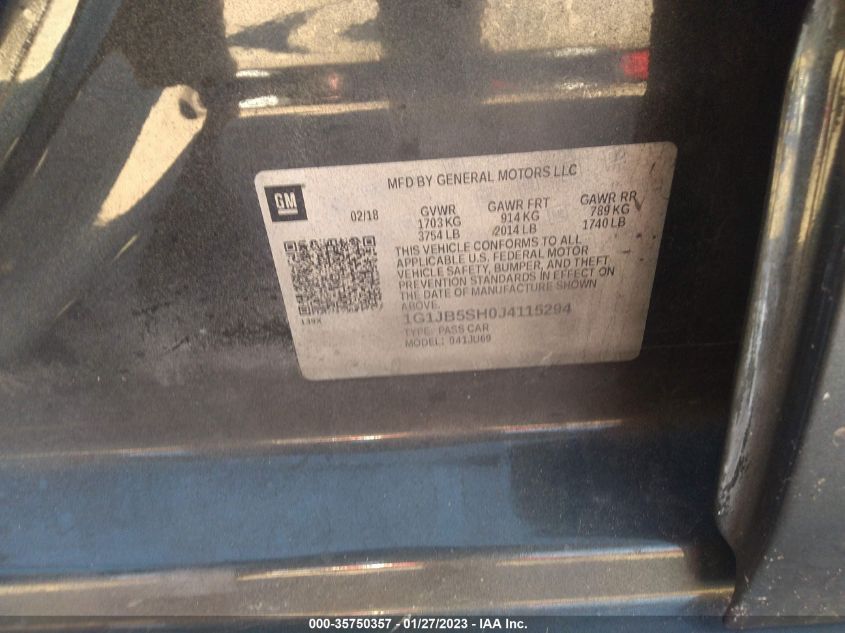 MFD BY GENERAL MOTORS LLC
GM
02/18 GVWR GAWR FRT GAWR RR
1703 KG 914 KG 789 KG
3754 LB 2014 LB 1740 LB
THIS VEHICLE CONFORMS TO ALL
APPLICABLE U.S. FEDERAL MOTOR
VEHICLE SAFETY, BUMPER, AND THEFT
PREVENTION STANDARDS IN EFFECT ON
THE DATE OF MANUFACTURE SHOWN
ABOVE.
1G1JB5SH0J4115294
TYPE: PASS CAR
MODEL: 041JU69
139X
000-35750357 - 01/27/2023 - © IAA Inc.